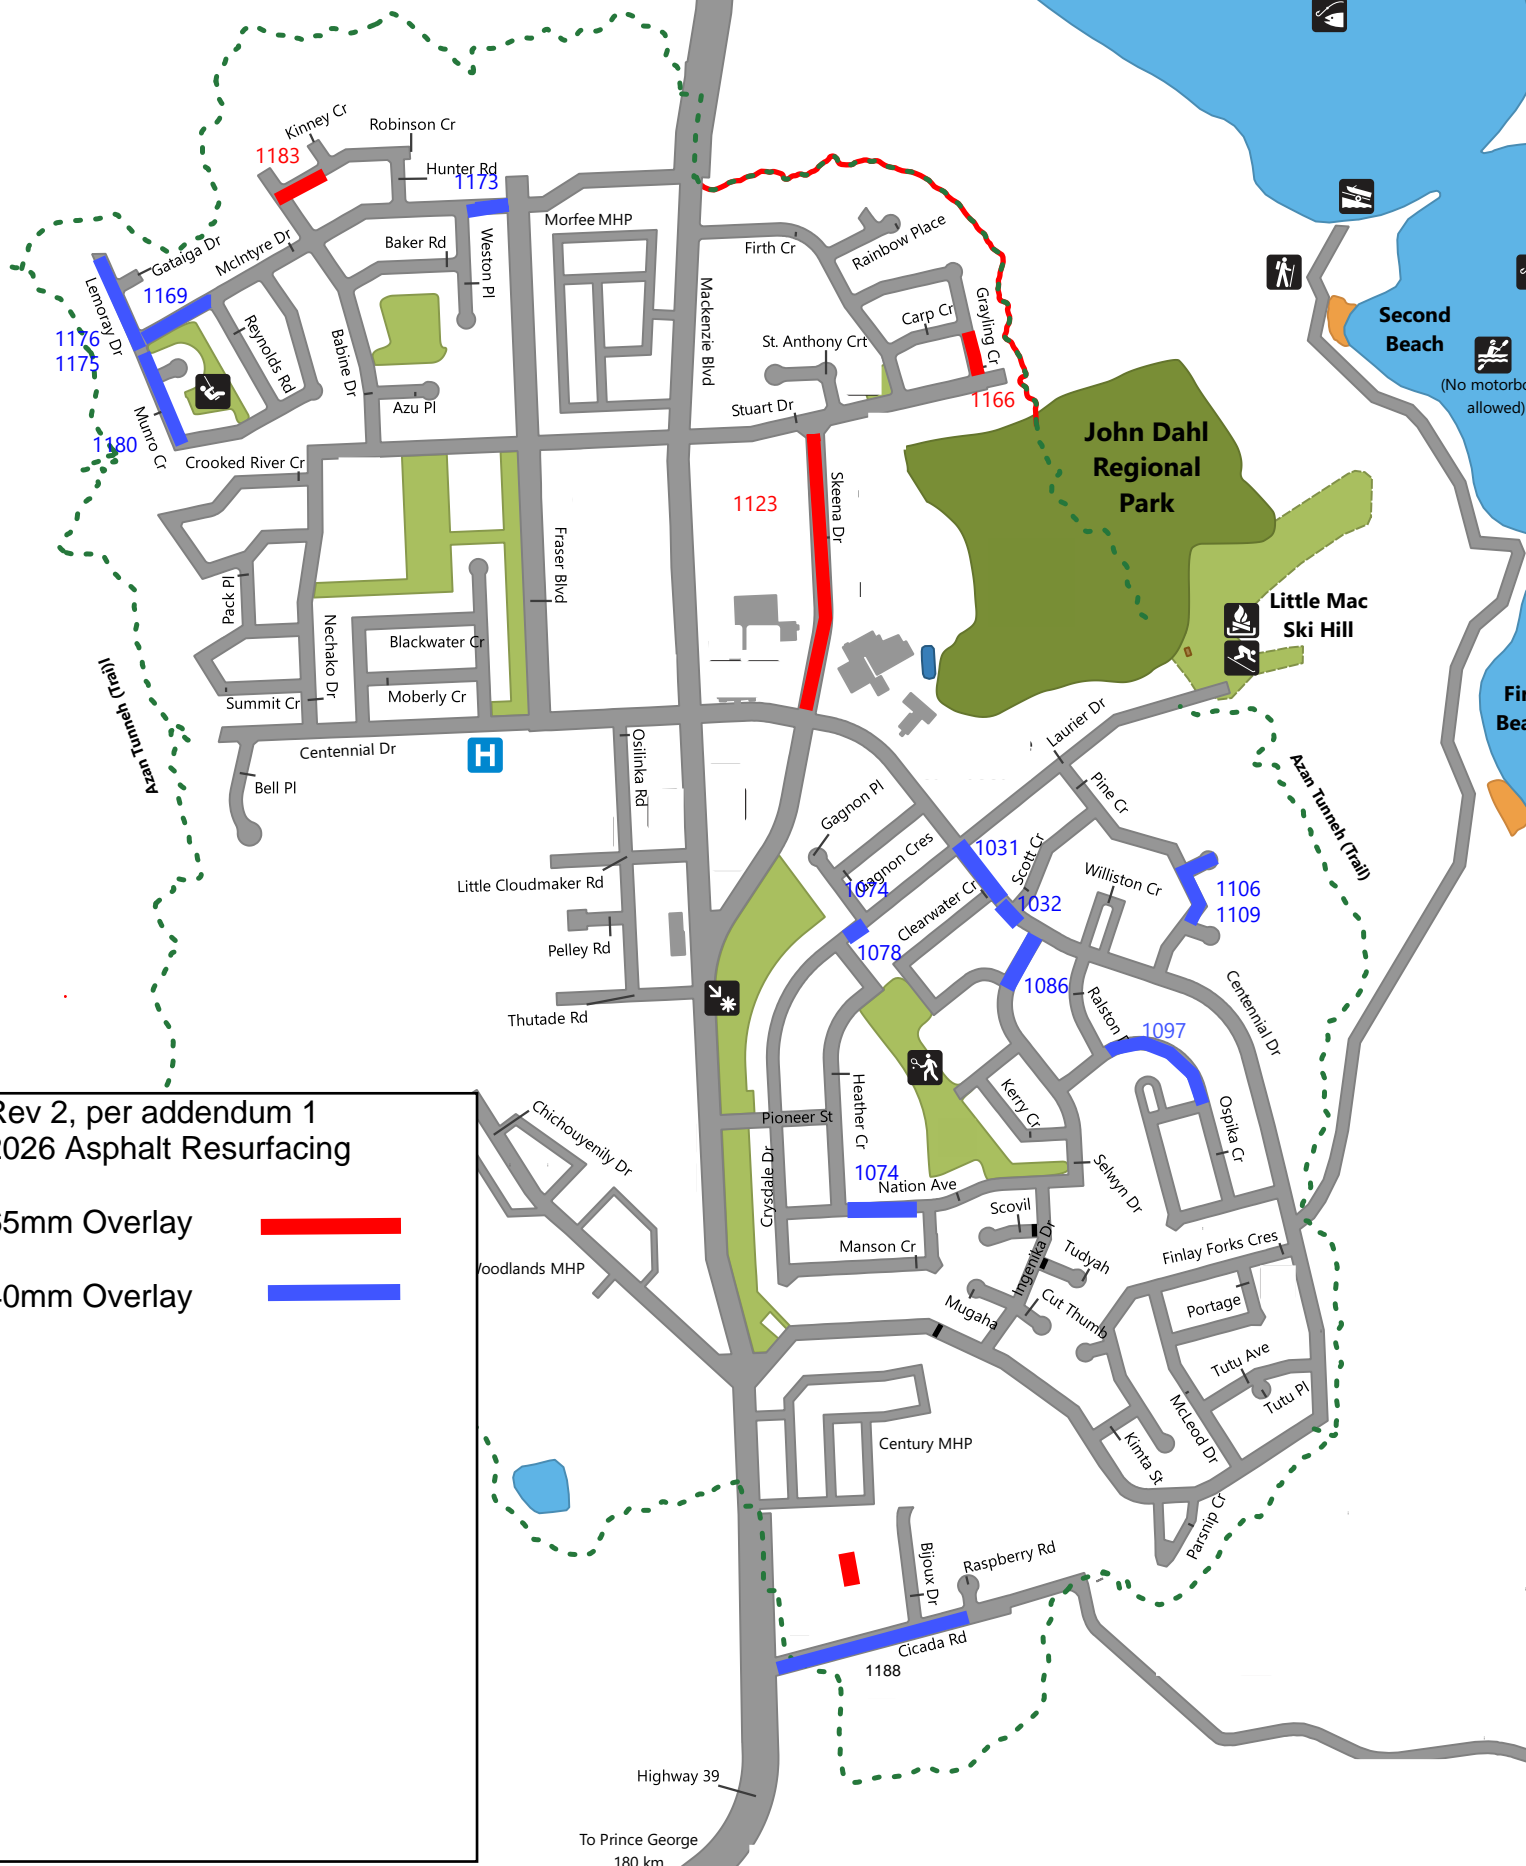 Kinney Cr
Robinson Cr
1183
Hunter Rd
1173
Morfee MHP
Firth Cr
Rainbow Place
Gataiga Dr
McIntyre Dr
Baker Rd
Weston Pl
Lemoray Dr
1169
Mackenzie Blvd
Carp Cr
Grayling Cr
Second
Beach
1176
1175
Reynolds Rd
Babine Dr
St. Anthony Crt
allowed)
Azu Pl
Stuart Dr
1166
Munro Cr
1180
John Dahl
Regional
Park
Crooked River Cr
1123
Skeena Dr
Fraser Blvd
Pack Pl
Nechako Dr
Blackwater Cr
Little Mac
Ski Hill
Moberly Cr
Summit Cr
Azan Tunneh (Trail)
Centennial Dr
H
Osilinka Rd
Laurier Dr
Bell Pl
Gagnon Pl
Pine Cr
Azan Tunneh (Trail)
Gagnon Cres
1031
Scott Cr
Little Cloudmaker Rd
1074
Clearwater Cr
1032
Williston Cr
1106
1109
Pelley Rd
1078
1086
Thutade Rd
Ralston
1097
Centennial Dr
Rev 2, per addendum 1
2026 Asphalt Resurfacing
Chichouyenily Dr
Pioneer St
Heather Cr
Kerry Cr
Ospika Cr
Crysdale Dr
1074
Nation Ave
Selwyn Dr
5mm Overlay
Scovil
Ingenika Dr
Tudyah
Manson Cr
Finlay Forks Cres
0mm Overlay
Woodlands MHP
Mugaha
Cut Thumb
Portage
Tutu Ave
Tutu Pl
McLeod Dr
Century MHP
Kimta St
Parsnip Cr
Bijoux Dr
Raspberry Rd
Cicada Rd
1188
Highway 39
To Prince George
180 km